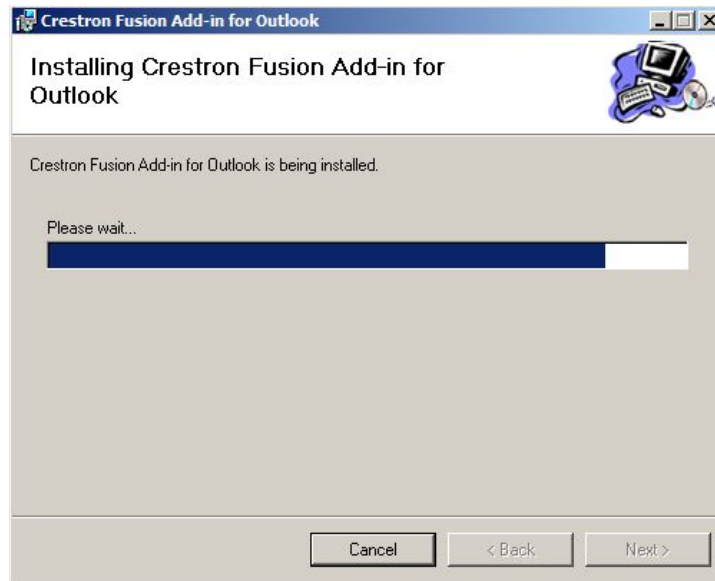 Crestron Fusion Add-in for Outlook
Installing Crestron Fusion Add-in for
Outlook
Crestron Fusion Add-in for Outlook is being installed.
Please wait...
Cancel
< Back
Next >